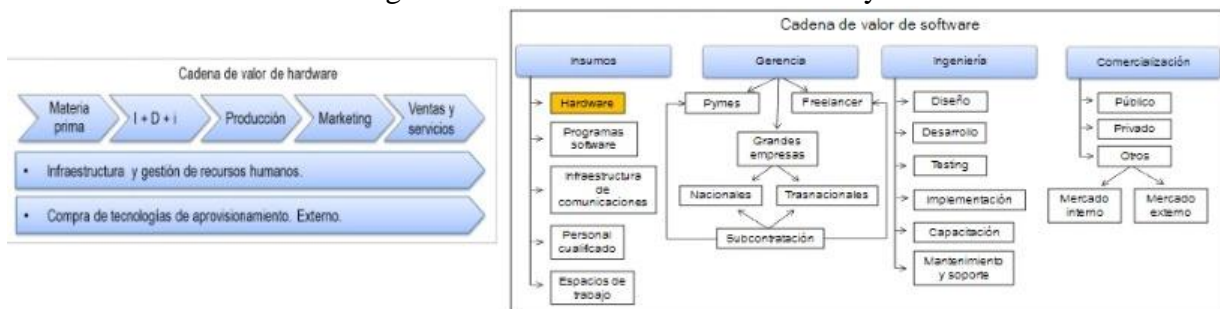 Cadena de valor de hardware
Materia
prima
I + D + i
Producción
Marketing
Ventas y
servicios
• Infraestructura y gestión de recursos humanos.
• Compra de tecnologías de aprovisionamiento. Externo.
Cadena de valor de software
Insumos
Hardware
Programas
software
Infraestructura
de
comunicaciones
Personal
cualificado
Espacios de
trabajo
Gerencia
Pymes
Freelancer
Grandes
empresas
Nacionales
Trasnacionales
Subcontratación
Ingeniería
Diseño
Desarrollo
Testing
Implementación
Capacitación
Mantenimiento
y soporte
Comercialización
Público
Privado
Otros
Mercado
interno
Mercado
externo